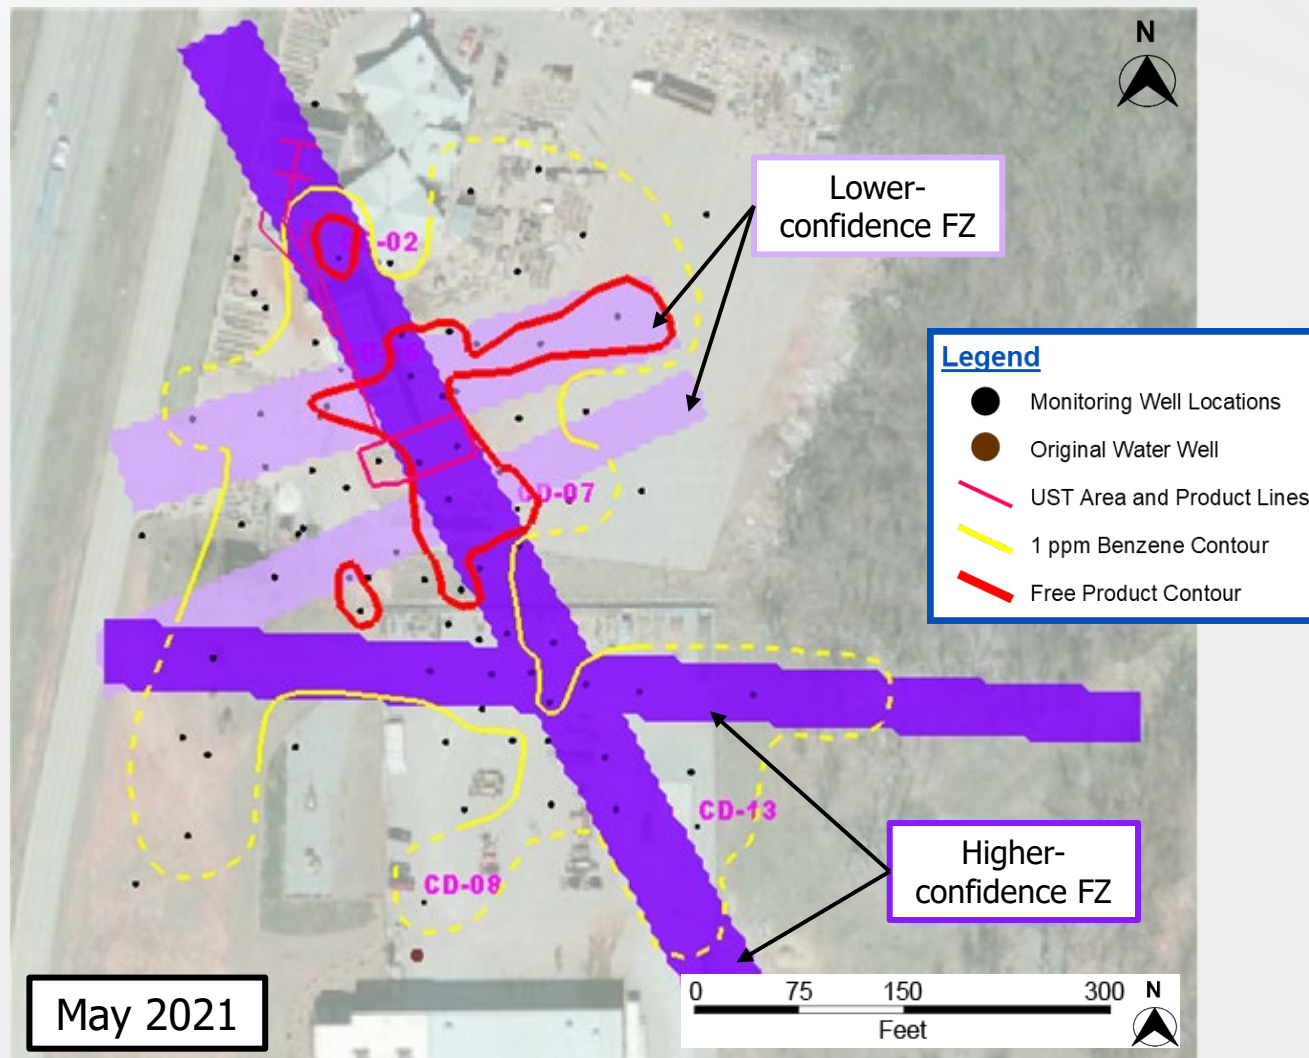 N
Lower-
confidence FZ
-02
Legend
Monitoring Well Locations
Original Water Well
UST Area and Product Lines
1 ppm Benzene Contour
Free Product Contour
CD-07
CD-13
CD-08
Higher-
confidence FZ
May 2021
0 75 150 300
Feet
N